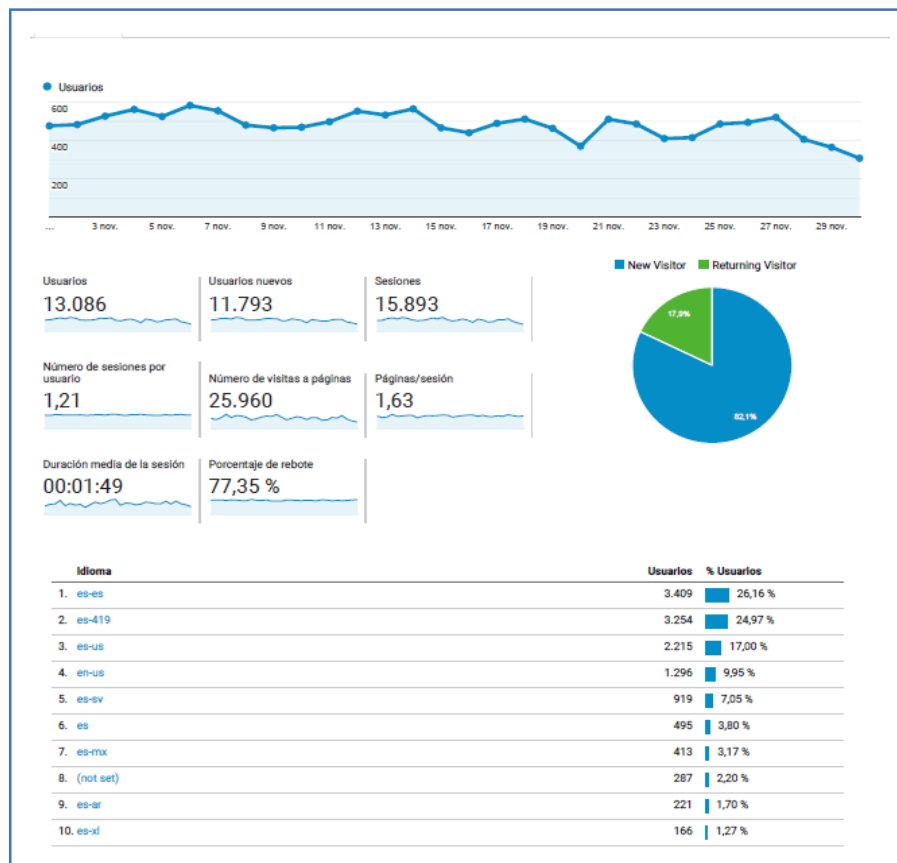 Usuarios
600
400
200
... 3 nov. 5 nov. 7 nov. 9 nov. 11 nov. 13 nov. 15 nov. 17 nov. 19 nov. 21 nov. 23 nov. 25 nov. 27 nov. 29 nov.
New Visitor Returning Visitor
17,9%
82,1%
Usuarios Usuarios nuevos Sesiones
13.086 11.793 15.893
Número de sesiones por
usuario
Número de visitas a páginas Páginas/sesión
1,21 25.960 1,63
Duración media de la sesión Porcentaje de rebote
00:01:49 77,35 %
Idioma Usuarios % Usuarios
1. es-es 3.409 26,16 %
2. es-419 3.254 24,97 %
3. es-us 2.215 17,00 %
4. en-us 1.296 9,95 %
5. es-sv 919 7,05 %
6. es 495 3,80 %
7. es-mx 413 3,17 %
8. (not set) 287 2,20 %
9. es-ar 221 1,70 %
10. es-xl 166 1,27 %